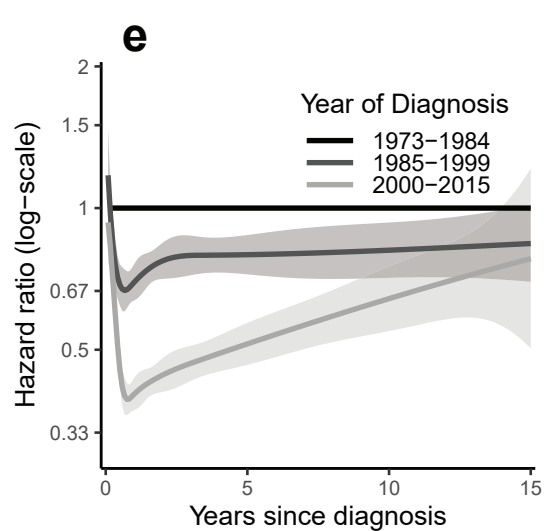 e
Hazard ratio (log−scale)
2
1.5
1
0.67
0.5
0.33
Year of Diagnosis
1973−1984
1985−1999
2000−2015
0 5 10 15
Years since diagnosis